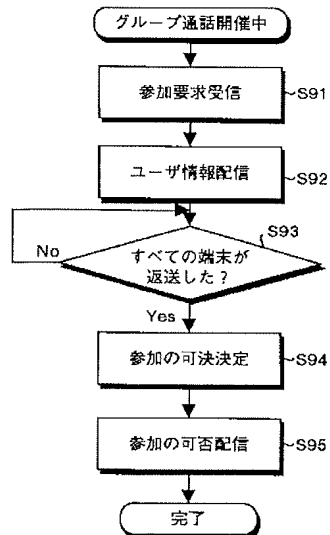 グループ通話開催中
参加要求受信
S91
ユーザ情報配信
S92
S93
No
すべての端末が
返送した？
Yes
参加の可決決定
S94
参加の可否配信
S95
完了